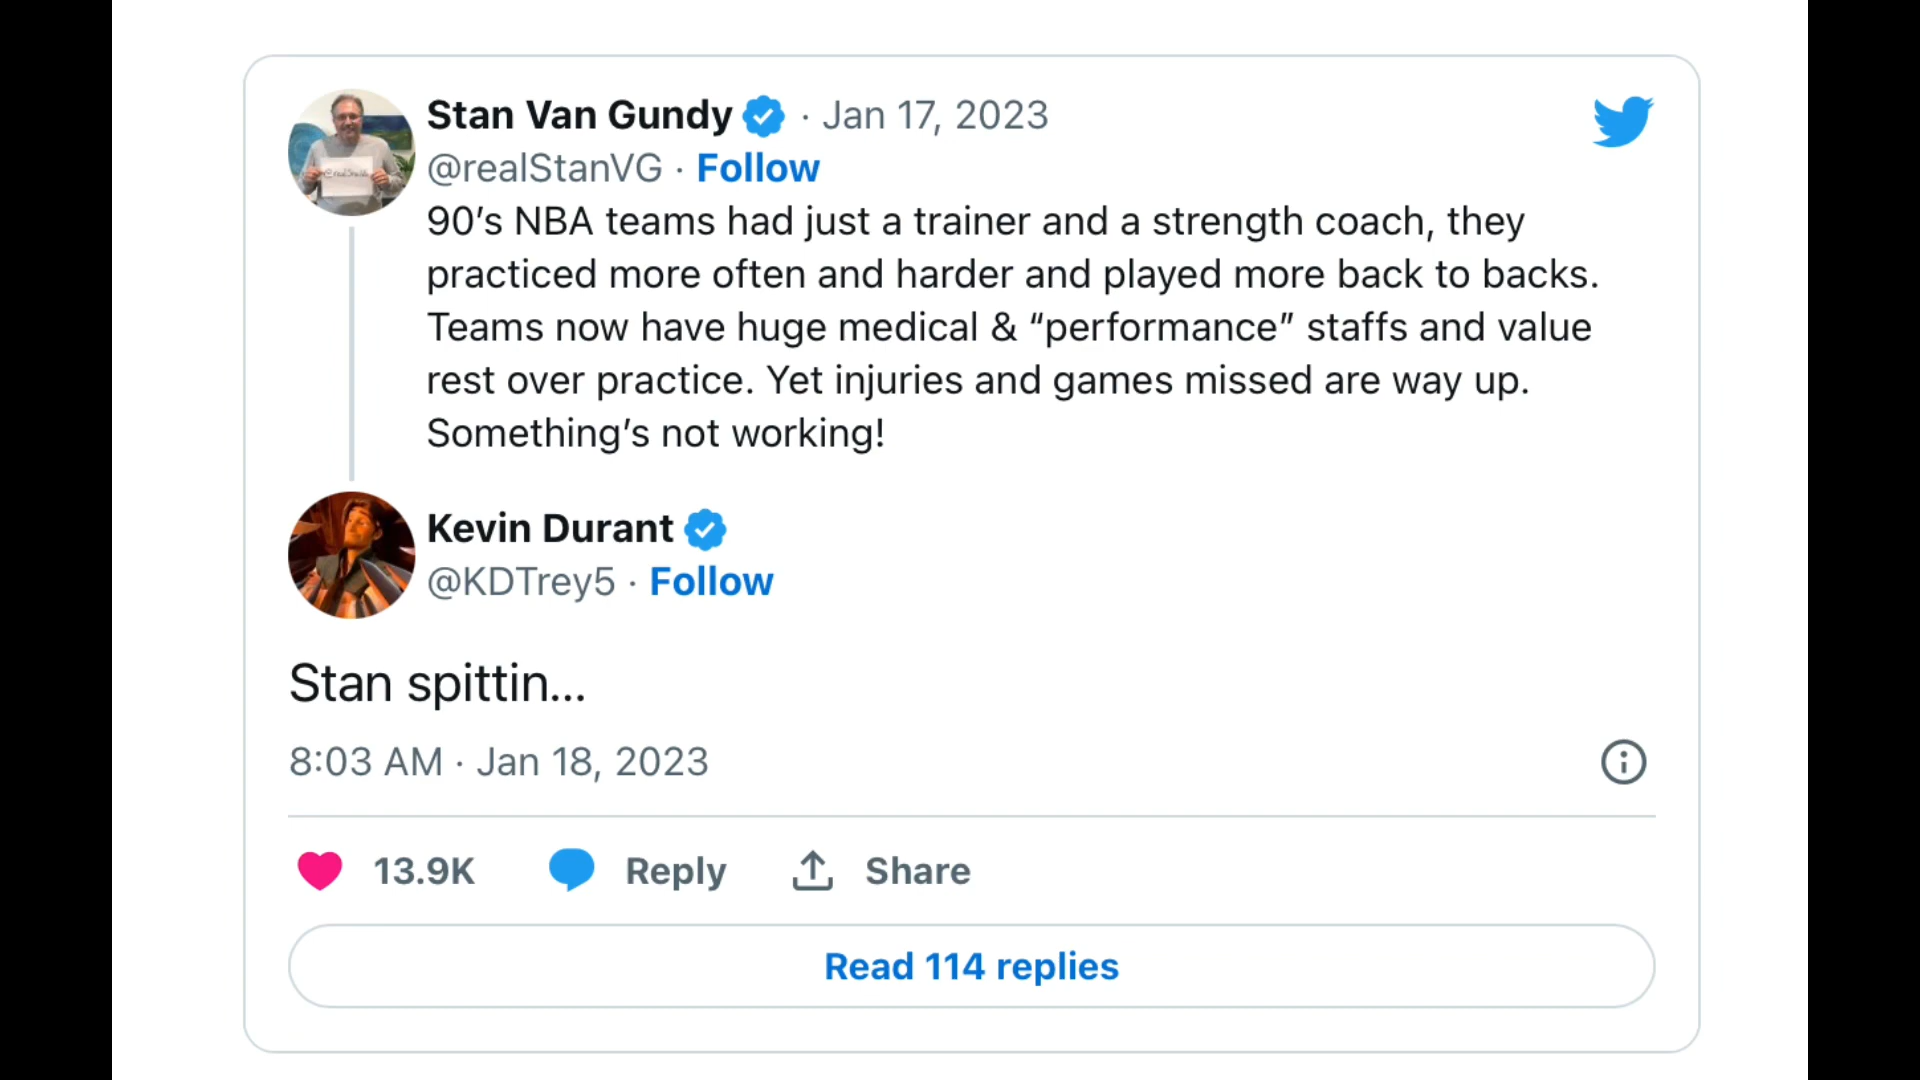 Stan Van Gundy · Jan 17, 2023
@realStanVG · Follow
90’s NBA teams had just a trainer and a strength coach, they
practiced more often and harder and played more back to backs.
Teams now have huge medical & “performance” staffs and value
rest over practice. Yet injuries and games missed are way up.
Something’s not working!
Kevin Durant
@KDTrey5 · Follow
Stan spittin...
8:03 AM · Jan 18, 2023
13.9K Reply Share
Read 114 replies